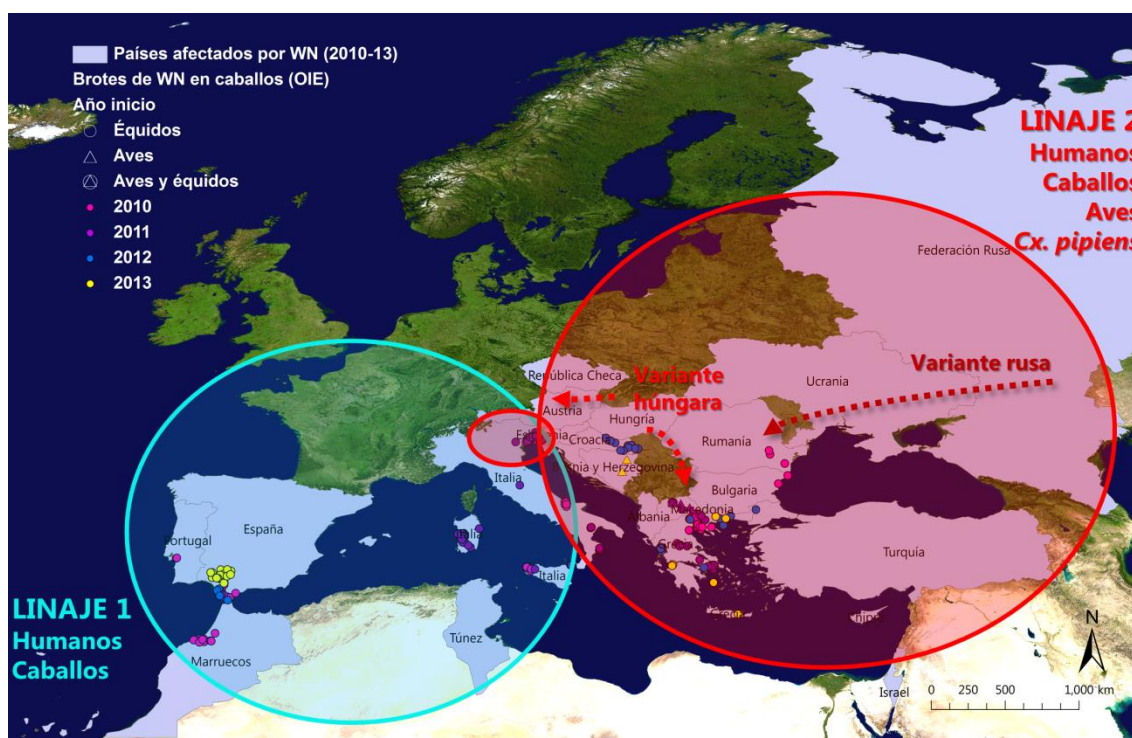 Países afectados por WN (2010-13)
Brotes de WN en caballos (OIE)
Año inicio
Équidos
Aves
Aves y équidos
2010
2011
2012
2013
LINAJE 2
Humanos
Caballos
Aves
Cx. pipiens
Federación Rusa
Variante rusa
Ucrania
República Checa
Variante
húngara
Austria
Hungría
Croacia
Rumanía
Italia
Bulgaria
Macedonia
Albania
Turquía
España
Portugal
Italia
Italia
Túnez
Marruecos
Israel
LINAJE 1
Humanos
Caballos
N
0 250 500 1,000 km